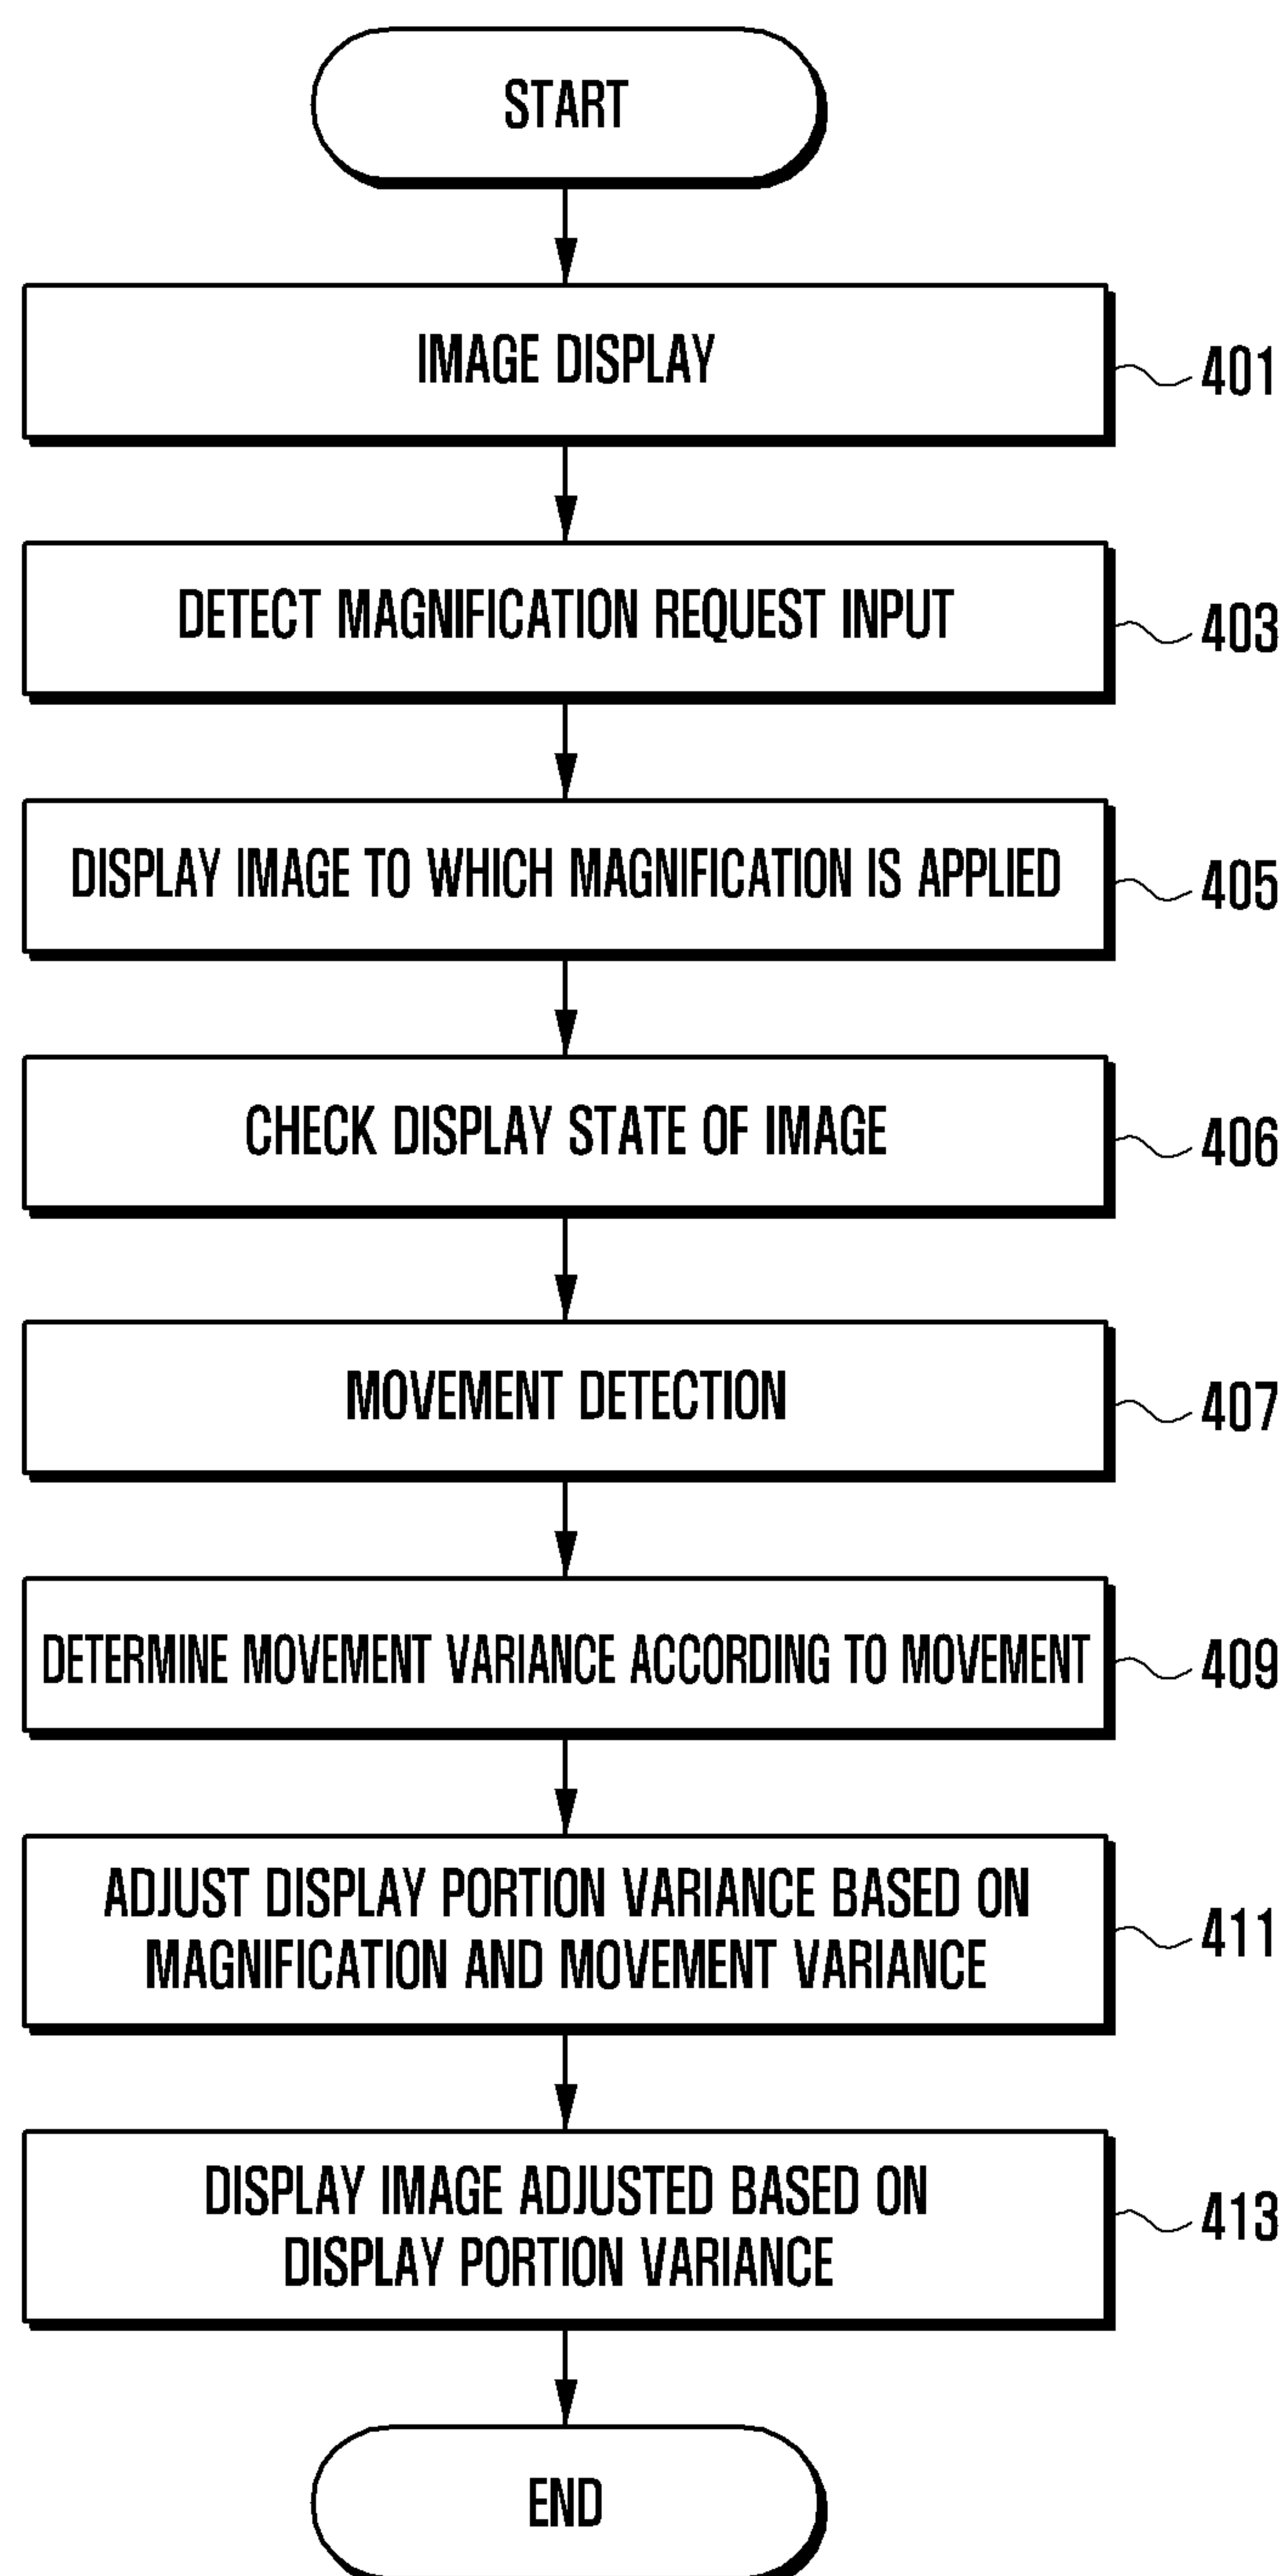 START
IMAGE DISPLAY
401
DETECT MAGNIFICATION REQUEST INPUT
403
DISPLAY IMAGE TO WHICH MAGNIFICATION IS APPLIED
405
CHECK DISPLAY STATE OF IMAGE
406
MOVEMENT DETECTION
407
DETERMINE MOVEMENT VARIANCE ACCORDING TO MOVEMENT
409
ADJUST DISPLAY PORTION VARIANCE BASED ON
MAGNIFICATION AND MOVEMENT VARIANCE
411
DISPLAY IMAGE ADJUSTED BASED ON
DISPLAY PORTION VARIANCE
413
END